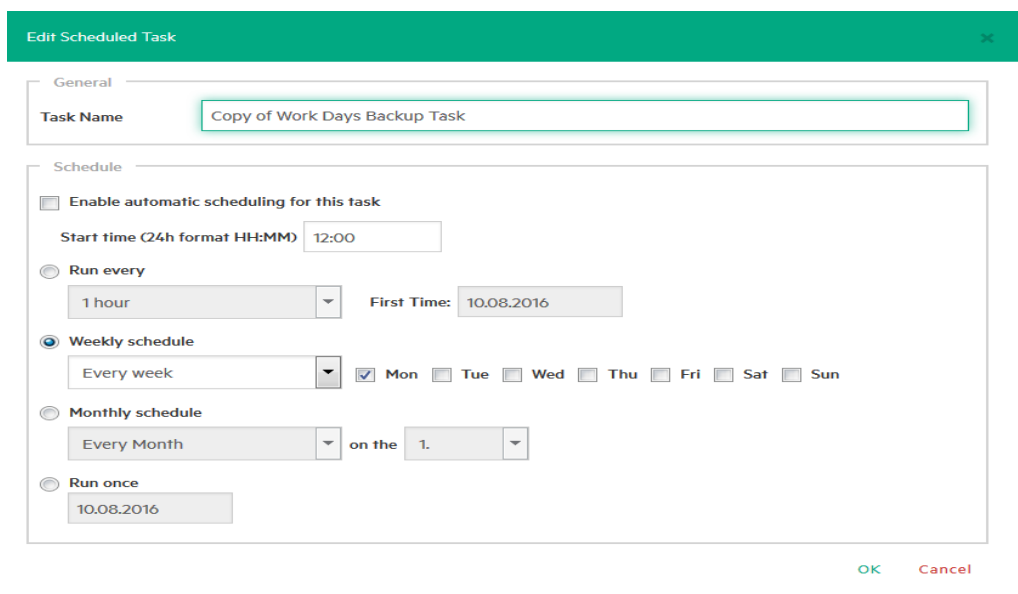 Edit Scheduled Task
General
Task Name Copy of Work Days Backup Task
Schedule
Enable automatic scheduling for this task
Start time (24h format HH:MM) 12:00
Run every
1 hour First Time: 10.08.2016
Weekly schedule
Every week Mon Tue Wed Thu Fri Sat Sun
Monthly schedule
Every Month on the 1.
Run once
10.08.2016
OK Cancel